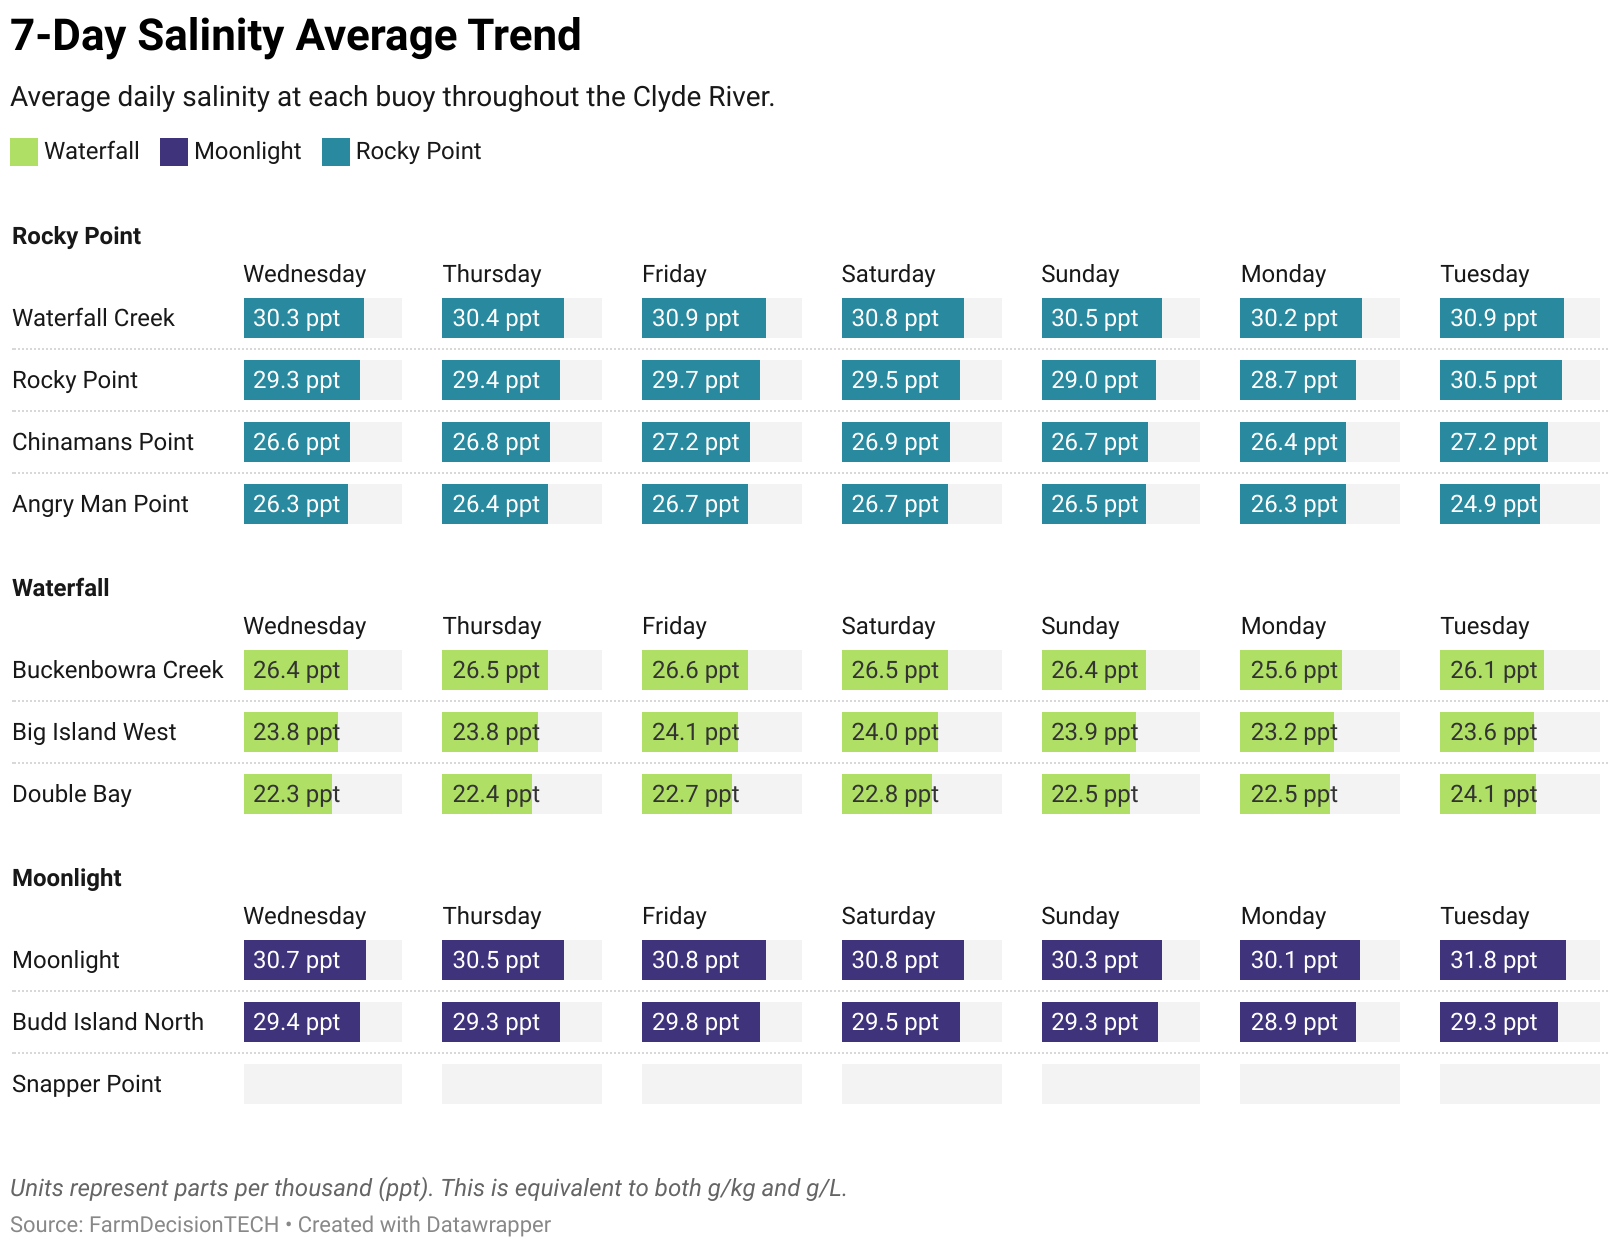 7-Day Salinity Average Trend
Average daily salinity at each buoy throughout the Clyde River.
Waterfall Moonlight Rocky Point
Rocky Point
Wednesday Thursday Friday Saturday Sunday Monday Tuesday
Waterfall Creek 30.3 ppt 30.4 ppt 30.9 ppt 30.8 ppt 30.5 ppt 30.2 ppt 30.9 ppt
Rocky Point 29.3 ppt 29.4 ppt 29.7 ppt 29.5 ppt 29.0 ppt 28.7 ppt 30.5 ppt
Chinamans Point 26.6 ppt 26.8 ppt 27.2 ppt 26.9 ppt 26.7 ppt 26.4 ppt 27.2 ppt
Angry Man Point 26.3 ppt 26.4 ppt 26.7 ppt 26.7 ppt 26.5 ppt 26.3 ppt 24.9 ppt
Waterfall
Wednesday Thursday Friday Saturday Sunday Monday Tuesday
Buckenbowra Creek 26.4 ppt 26.5 ppt 26.6 ppt 26.5 ppt 26.4 ppt 25.6 ppt 26.1 ppt
Big Island West 23.8 ppt 23.8 ppt 24.1 ppt 24.0 ppt 23.9 ppt 23.2 ppt 23.6 ppt
Double Bay 22.3 ppt 22.4 ppt 22.7 ppt 22.8 ppt 22.5 ppt 22.5 ppt 24.1 ppt
Moonlight
Wednesday Thursday Friday Saturday Sunday Monday Tuesday
Moonlight 30.7 ppt 30.5 ppt 30.8 ppt 30.8 ppt 30.3 ppt 30.1 ppt 31.8 ppt
Budd Island North 29.4 ppt 29.3 ppt 29.8 ppt 29.5 ppt 29.3 ppt 28.9 ppt 29.3 ppt
Snapper Point
Units represent parts per thousand (ppt). This is equivalent to both g/kg and g/L.
Source: FarmDecisionTECH • Created with Datawrapper